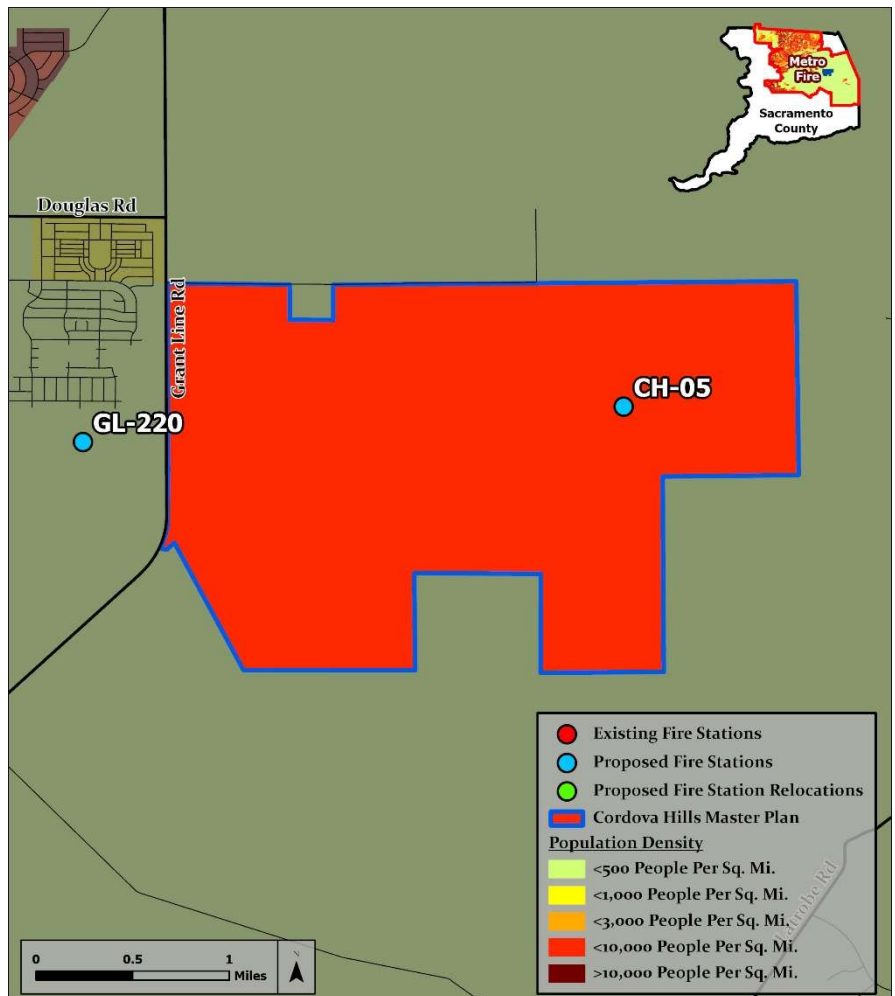 Metro
Fire
Sacramento
County
Douglas Rd
Grant Line Rd
CH-05
GL-220
Existing Fire Stations
Proposed Fire Stations
Proposed Fire Station Relocations
Cordova Hills Master Plan
Population Density
<500 People Per Sq. Mi.
<1,000 People Per Sq. Mi.
<3,000 People Per Sq. Mi.
<10,000 People Per Sq. Mi.
>10,000 People Per Sq. Mi.
Latrobe Rd
0 0.5 1
Miles
N